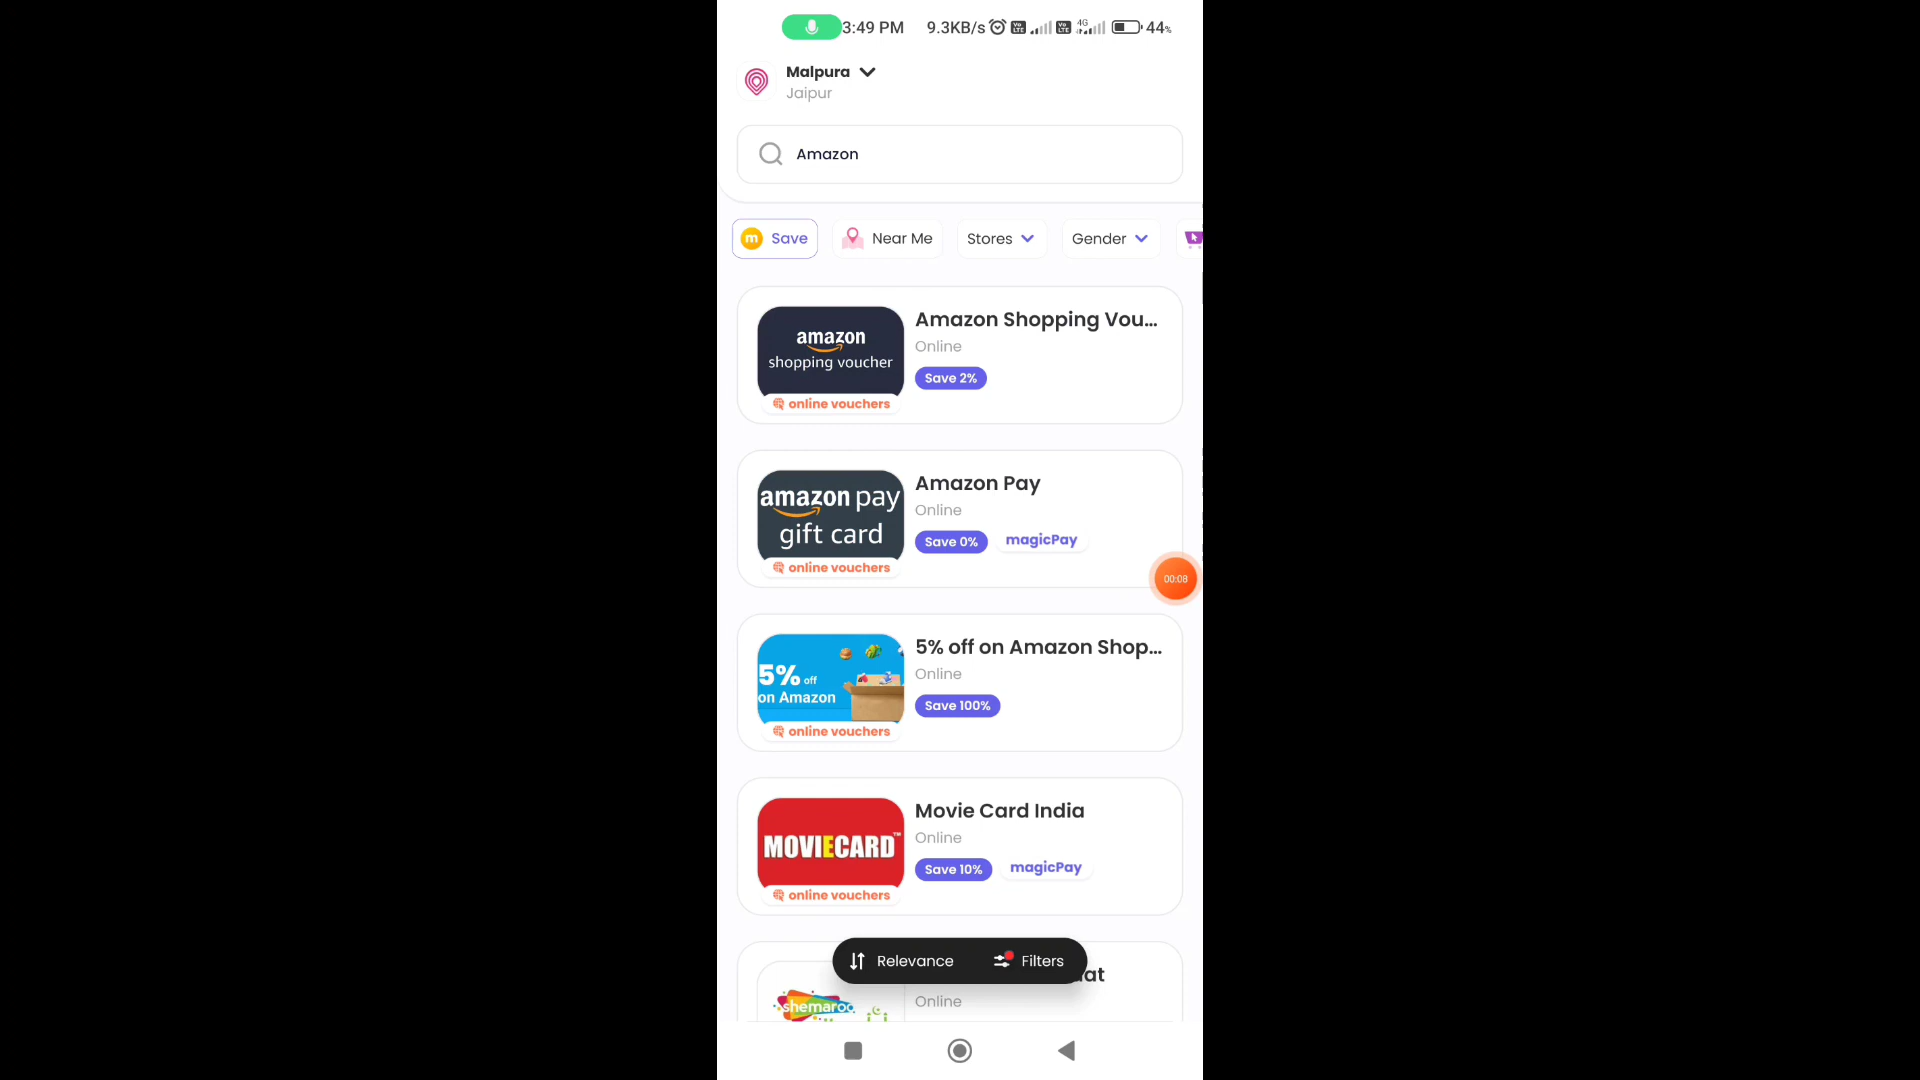 3:49 PM 9.3KB/s 4G 44%
Malpura
Jaipur
Amazon
m Save Near Me Stores Gender
amazon
shopping voucher
online vouchers
Amazon Shopping Vou...
Online
Save 2%
amazon pay
gift card
online vouchers
Amazon Pay
Online
Save 0% magicPay
00:08
5% off
on Amazon
online vouchers
5% off on Amazon Shop...
Online
Save 100%
MOVIECARD™
online vouchers
Movie Card India
Online
Save 10% magicPay
Relevance Filters
at
shemaroo
Online